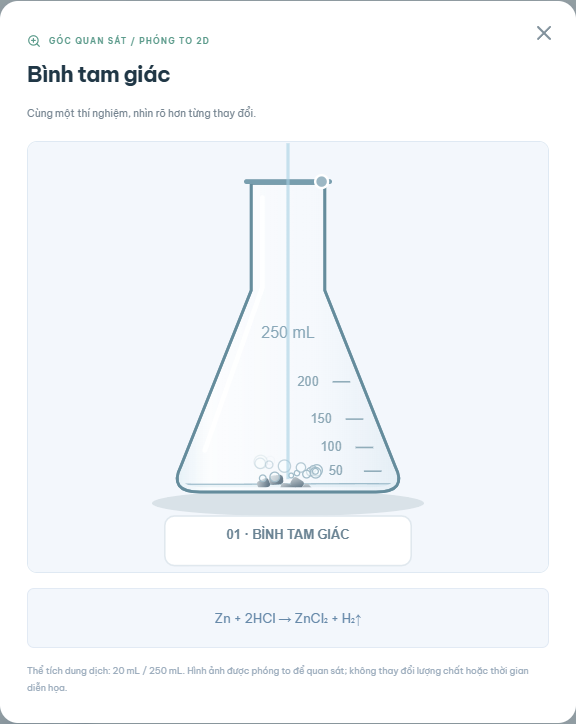 GÓC QUAN SÁT / PHÓNG TO 2D
Bình tam giác
Cùng một thí nghiệm, nhìn rõ hơn từng thay đổi.
250 mL
200
150
100
50
01 · BÌNH TAM GIÁC
Zn + 2HCl → ZnCl₂ + H₂↑
Thể tích dung dịch: 20 mL / 250 mL. Hình ảnh được phóng to để quan sát; không thay đổi lượng chất hoặc thời gian
diễn họa.